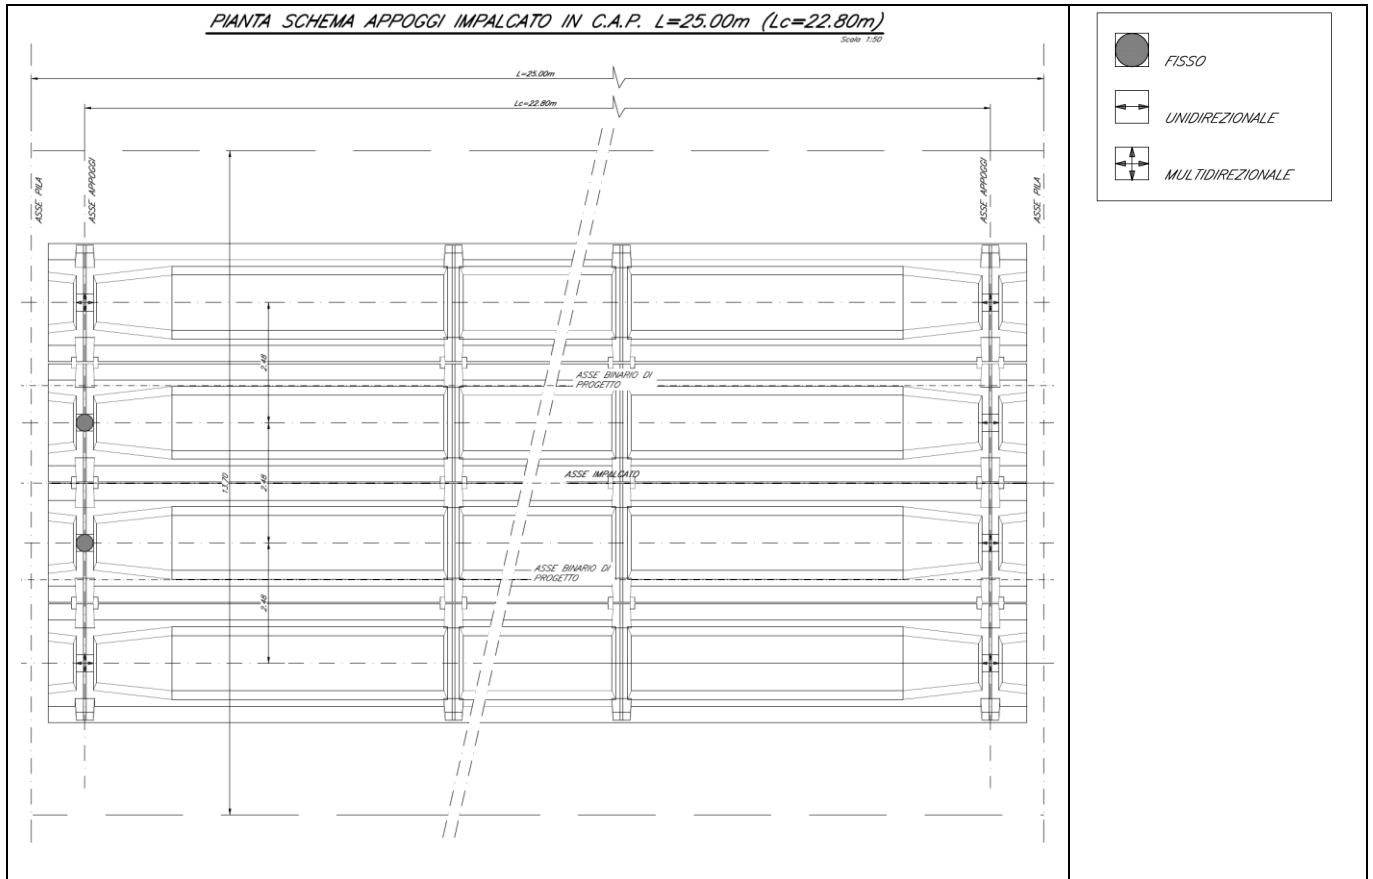 PIANTA SCHEMA APPOGGI IMPALCATO IN C.A.P. L=25.00m (Lc=22.80m)
Scala 1:50
L=25.00m
Lc=22.80m
ASSE PILA
ASSE APPOGGI
ASSE APPOGGI
ASSE PILA
2.48
ASSE BINARIO DI
PROGETTO
13.70
2.48
ASSE IMPALCATO
ASSE BINARIO DI
PROGETTO
2.48
FISSO
UNIDIREZIONALE
MULTIDIREZIONALE